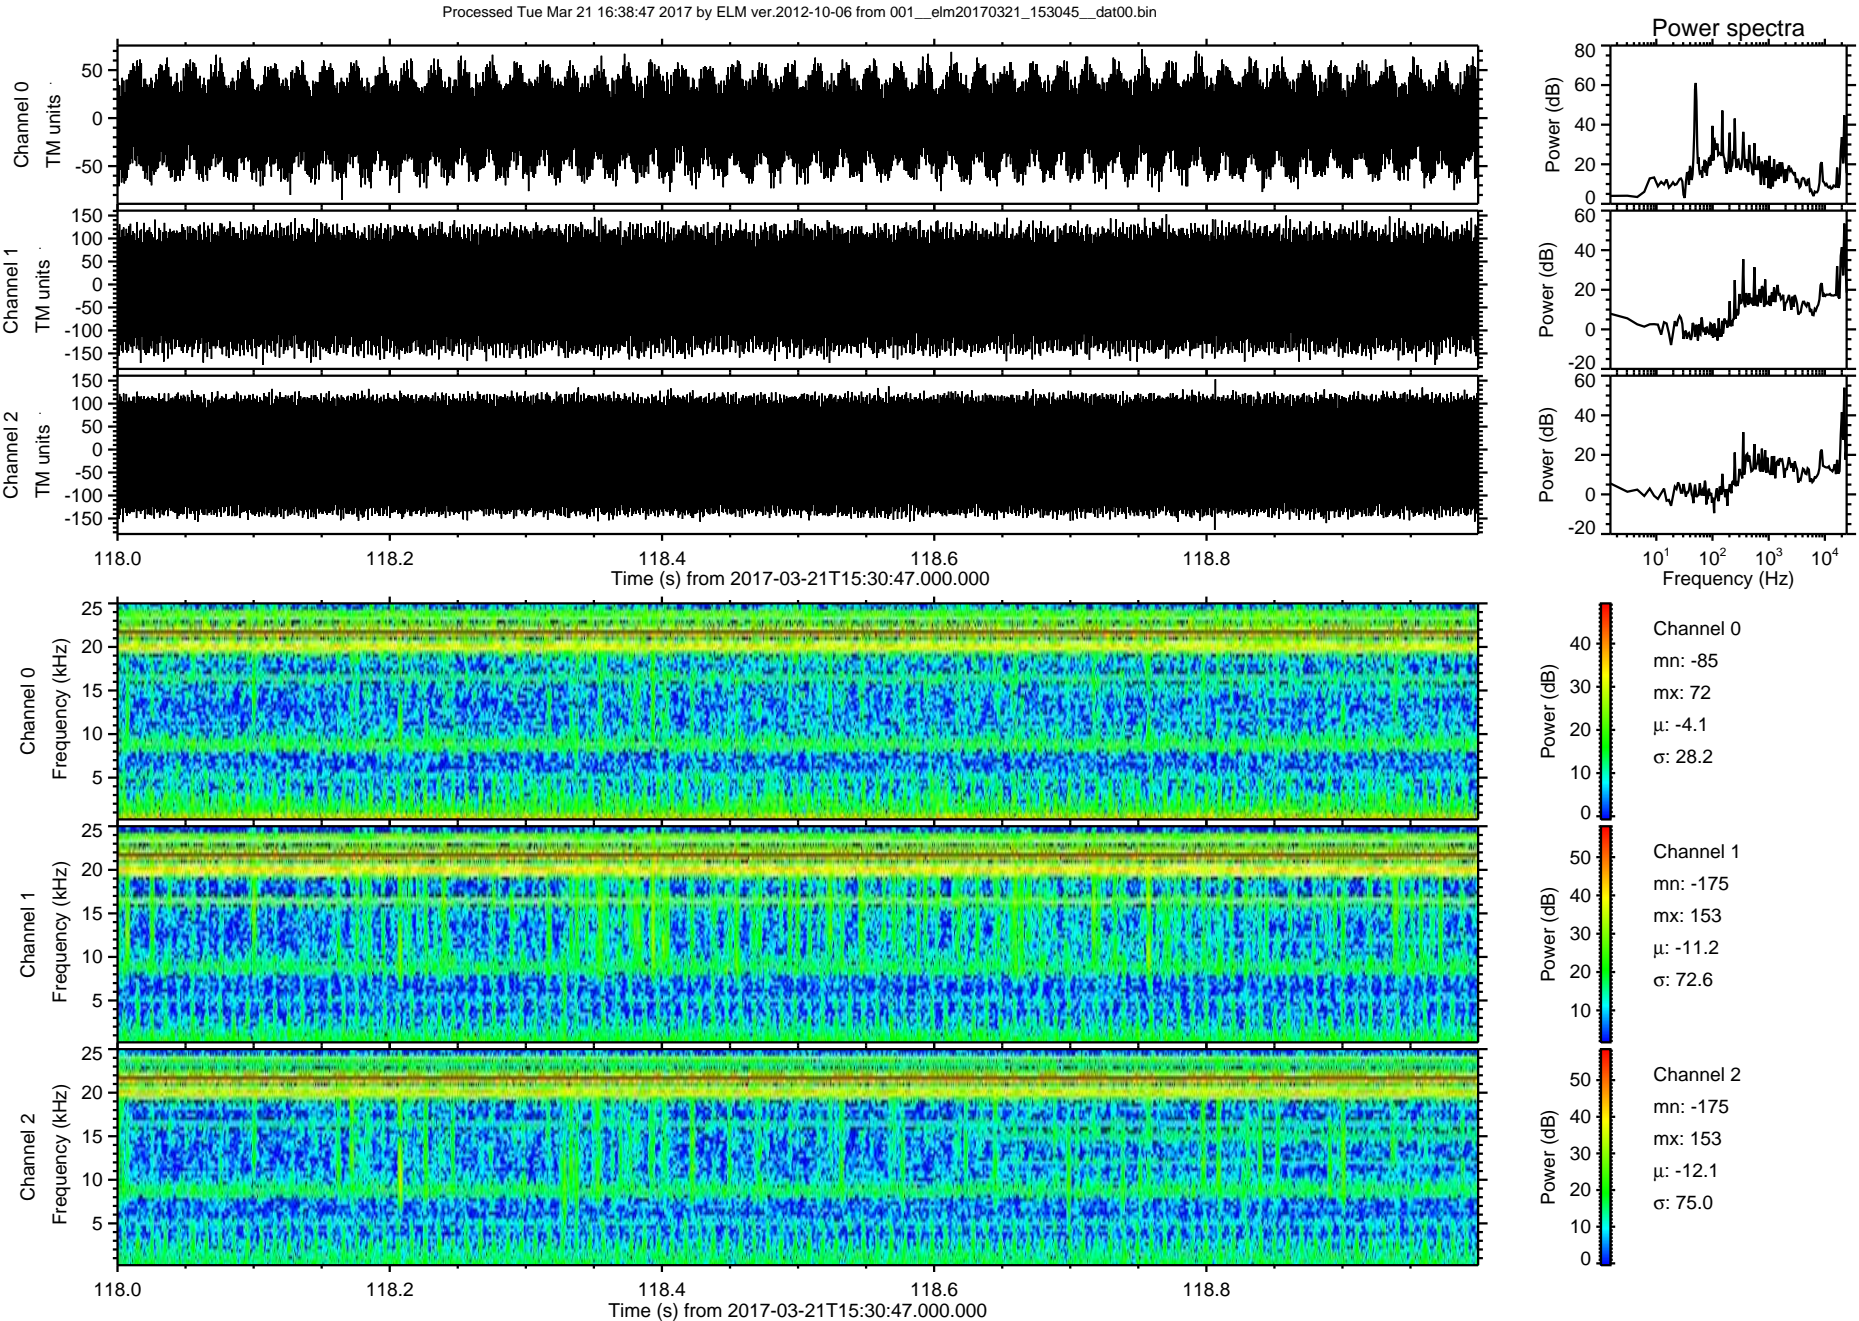 Processed Tue Mar 21 16:38:47 2017 by ELM ver.2012-10-06 from 001__elm20170321_153045__dat00.bin
Power spectra
Channel 0
TM units
50
0
-50
Power (dB)
80
60
40
20
0
Channel 1
TM units
150
100
50
0
-50
-100
-150
Power (dB)
60
40
20
0
-20
Channel 2
TM units
150
100
50
0
-50
-100
-150
Power (dB)
60
40
20
0
-20
118.0 118.2 118.4 118.6 118.8
Time (s) from 2017-03-21T15:30:47.000.000
10^1 10^2 10^3 10^4
Frequency (Hz)
Channel 0
Frequency (kHz)
25
20
15
10
5
Power (dB)
40
30
20
10
0
Channel 0
mn: -85
mx: 72
µ: -4.1
σ: 28.2
Channel 1
Frequency (kHz)
25
20
15
10
5
Power (dB)
50
40
30
20
10
Channel 1
mn: -175
mx: 153
µ: -11.2
σ: 72.6
Channel 2
Frequency (kHz)
25
20
15
10
5
Power (dB)
50
40
30
20
10
0
Channel 2
mn: -175
mx: 153
µ: -12.1
σ: 75.0
118.0 118.2 118.4 118.6 118.8
Time (s) from 2017-03-21T15:30:47.000.000